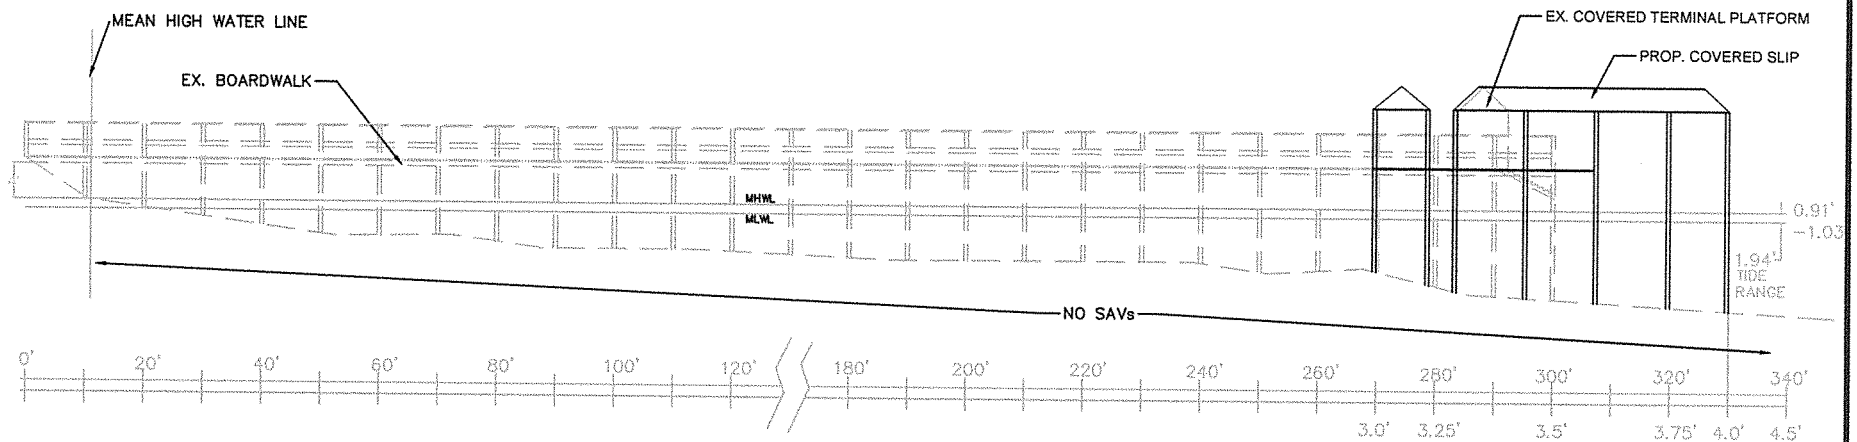 MEAN HIGH WATER LINE
EX. BOARDWALK
EX. COVERED TERMINAL PLATFORM
PROP. COVERED SLIP
MHWL
MLWL
0.91'
-1.03
1.94'
TIDE
RANGE
NO SAVs
0' 20' 40' 60' 80' 100' 120' 180' 200' 220' 240' 260' 280' 300' 320' 340'
3.0' 3.25' 3.5' 3.75' 4.0' 4.5'